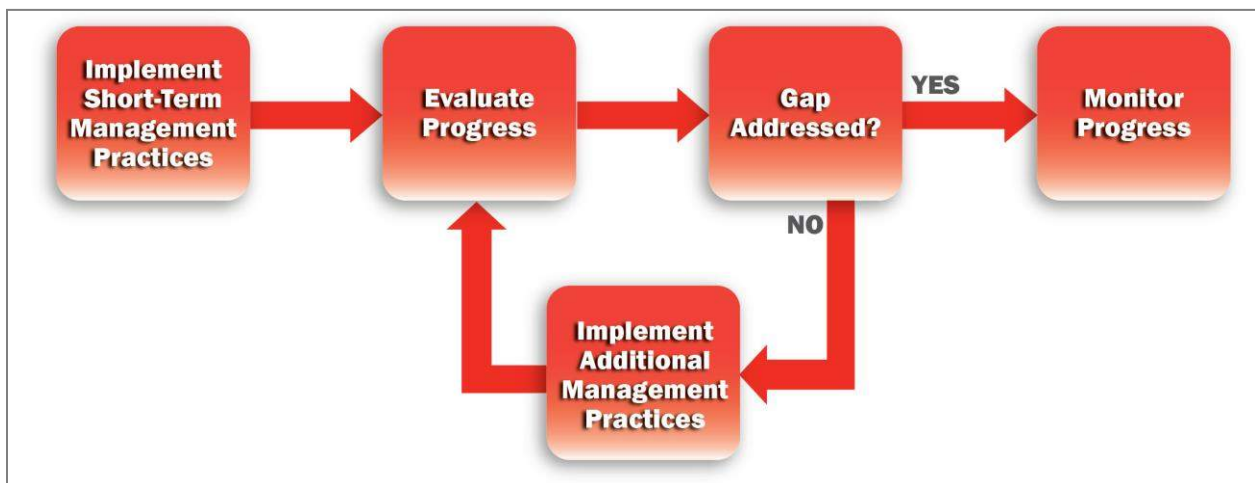 Implement
Short-Term
Management
Practices
Evaluate
Progress
Gap
Addressed?
YES
Monitor
Progress
NO
Implement
Additional
Management
Practices